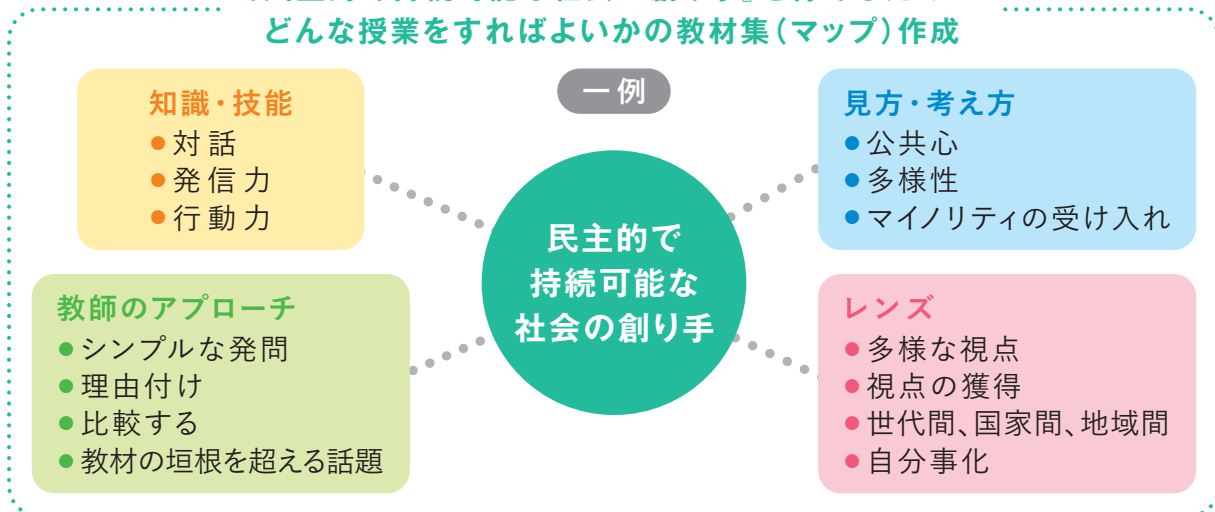 どんな授業をすればよいかの教材集（マップ）作成
一例
知識・技能
●対話
●発信力
●行動力
見方・考え方
●公共心
●多様性
●マイノリティの受け入れ
民主的で
持続可能な
社会の創り手
教師のアプローチ
●シンプルな発問
●理由付け
●比較する
●教材の垣根を超える話題
レンズ
●多様な視点
●視点の獲得
●世代間、国家間、地域間
●自分事化